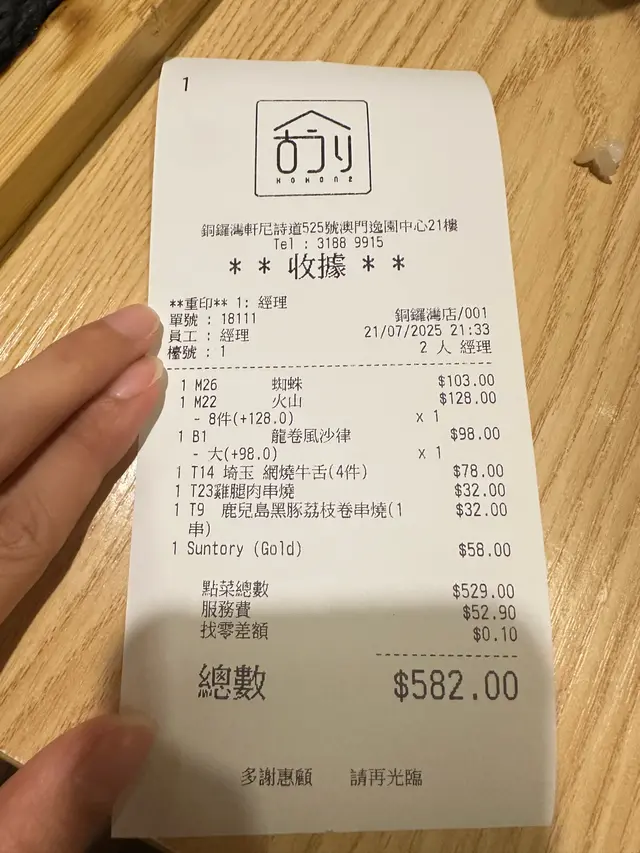 1
古うり
KOKONE
銅鑼灣軒尼詩道525號澳門逸園中心21樓
Tel : 3188 9915
* * 收據 * *
**重印** 1: 經理
單號 : 18111 銅鑼灣店/001
員工 : 經理 21/07/2025 21:33
檯號 : 1 2 人 經理
1 M26 蜘蛛 $103.00
1 M22 火山 $128.00
- 8件(+128.0) x 1
1 B1 龍卷風沙律 $98.00
- 大(+98.0) x 1
1 T14 埼玉 網燒牛舌(4件) $78.00
1 T23雞腿肉串燒 $32.00
1 T9 鹿兒島黑豚荔枝卷串燒(1 $32.00
串)
1 Suntory (Gold) $58.00
點菜總數 $529.00
服務費 $52.90
找零差額 $0.10
總數 $582.00
多謝惠顧 請再光臨